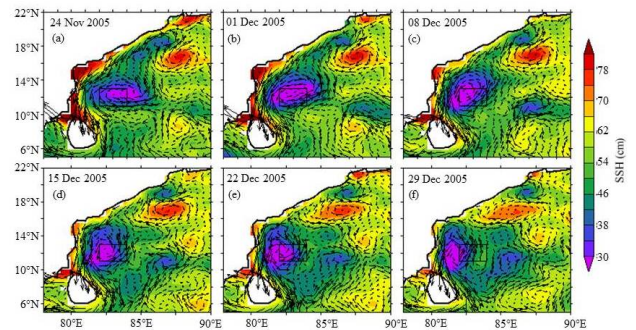 22°N
18°N
14°N
10°N
6°N
24 Nov 2005
(a)
01 Dec 2005
(b)
08 Dec 2005
(c)
22°N
18°N
14°N
10°N
6°N
15 Dec 2005
(d)
22 Dec 2005
(e)
29 Dec 2005
(f)
80°E 85°E 90°E 80°E 85°E 90°E 80°E 85°E 90°E
78
70
62
54
46
38
30
SSH (cm)